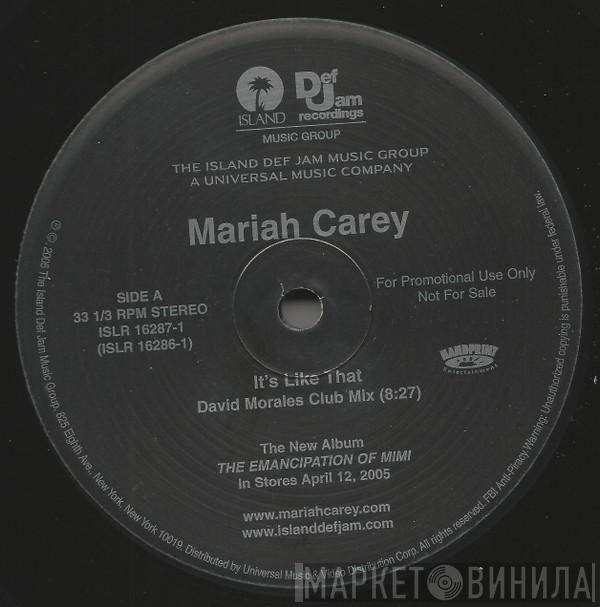 ISLAND
Def Jam
recordings
MUSIC GROUP
THE ISLAND DEF JAM MUSIC GROUP
A UNIVERSAL MUSIC COMPANY
Mariah Carey
SIDE A
33 1/3 RPM STEREO
ISLR 16287-1
(ISLR 16286-1)
For Promotional Use Only
Not For Sale
HANDPRINT
Entertainment
It's Like That
David Morales Club Mix (8:27)
The New Album
THE EMANCIPATION OF MIMI
In Stores April 12, 2005
www.mariahcarey.com
www.islanddefjam.com
℗ © 2005 The Island Def Jam Music Group, 825 Eighth Ave., New York, New York 10019. Distributed by Universal Music & Video Distribution Corp. All rights reserved. FBI Anti-Piracy Warning: Unauthorized copying is punishable under federal law.
МАРКЕТ ВИНИЛА